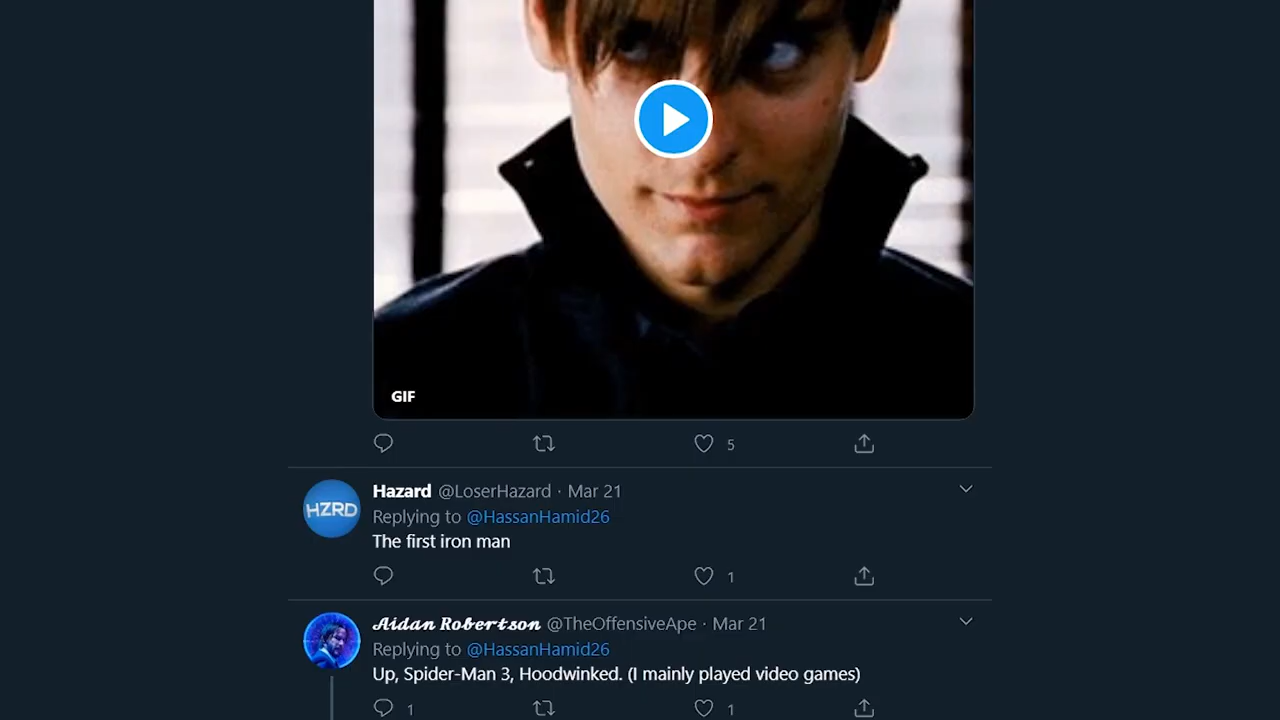 GIF
5
HZRD
Hazard @LoserHazard · Mar 21
Replying to @HassanHamid26
The first iron man
1
𝓐𝓲𝓭𝓪𝓷 𝓡𝓸𝓫𝓮𝓻𝓽𝓼𝓸𝓷 @TheOffensiveApe · Mar 21
Replying to @HassanHamid26
Up, Spider-Man 3, Hoodwinked. (I mainly played video games)
1 1